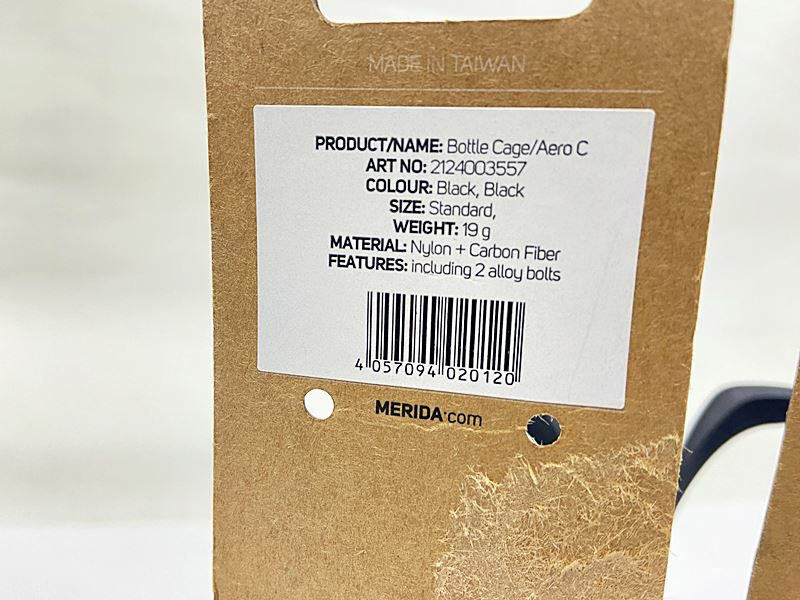 MADE IN TAIWAN
PRODUCT/NAME: Bottle Cage/Aero C
ART NO: 2124003557
COLOUR: Black, Black
SIZE: Standard,
WEIGHT: 19 g
MATERIAL: Nylon + Carbon Fiber
FEATURES: including 2 alloy bolts
4 057094 020120
MERIDA·com